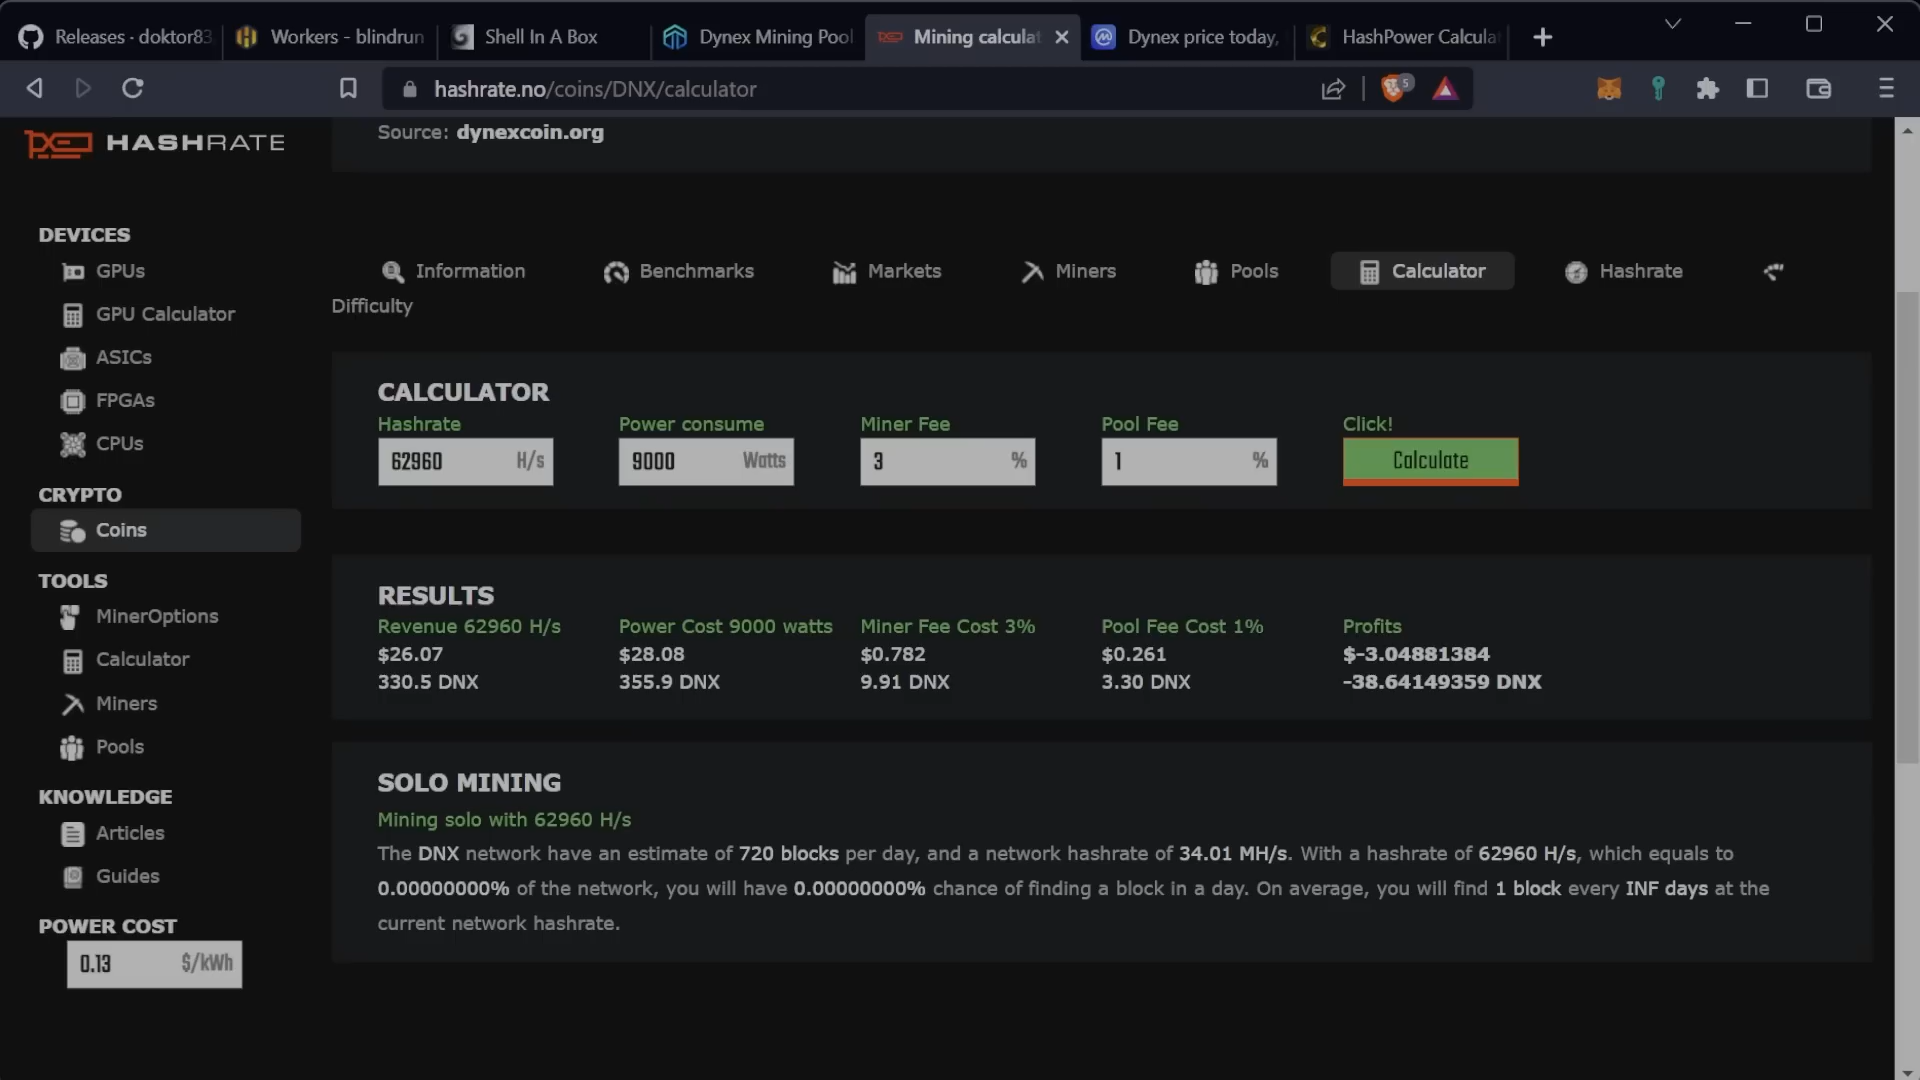 Releases · doktor83
Workers - blindrun
Shell In A Box
Dynex Mining Pool
Mining calculat
Dynex price today,
HashPower Calcula
hashrate.no/coins/DNX/calculator
5
HASHRATE
Source: dynexcoin.org
DEVICES
GPUs
GPU Calculator
ASICs
FPGAs
CPUs
CRYPTO
Coins
TOOLS
MinerOptions
Calculator
Miners
Pools
KNOWLEDGE
Articles
Guides
POWER COST
0.13 $/kWh
Information Benchmarks Markets Miners Pools Calculator Hashrate
Difficulty
CALCULATOR
Hashrate Power consume Miner Fee Pool Fee Click!
62960 H/s 9000 Watts 3 % 1 % Calculate
RESULTS
Revenue 62960 H/s Power Cost 9000 watts Miner Fee Cost 3% Pool Fee Cost 1% Profits
$26.07 $28.08 $0.782 $0.261 $-3.04881384
330.5 DNX 355.9 DNX 9.91 DNX 3.30 DNX -38.64149359 DNX
SOLO MINING
Mining solo with 62960 H/s
The DNX network have an estimate of 720 blocks per day, and a network hashrate of 34.01 MH/s. With a hashrate of 62960 H/s, which equals to
0.00000000% of the network, you will have 0.00000000% chance of finding a block in a day. On average, you will find 1 block every INF days at the
current network hashrate.